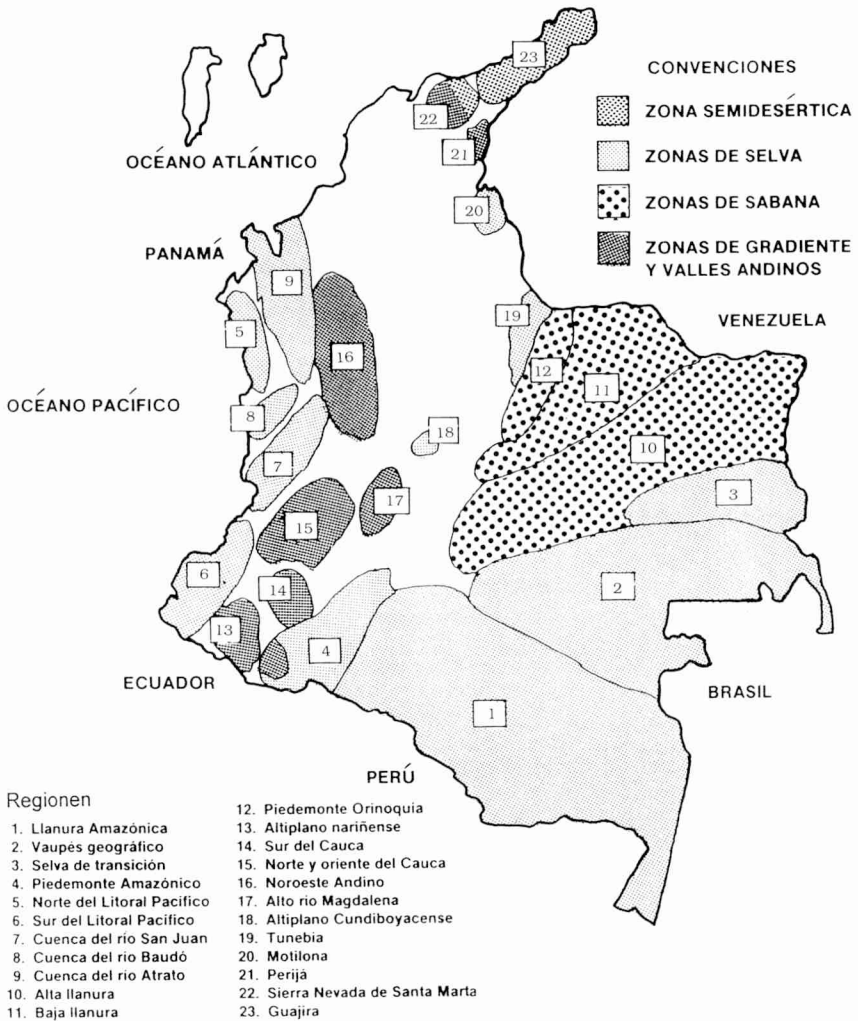 CONVENCIONES
ZONA SEMIDESÉRTICA
ZONAS DE SELVA
ZONAS DE SABANA
ZONAS DE GRADIENTE
Y VALLES ANDINOS
OCÉANO ATLÁNTICO
PANAMÁ
VENEZUELA
OCÉANO PACÍFICO
ECUADOR
BRASIL
PERÚ
23
22
21
20
9
5
19
16
12
11
8
18
10
7
3
17
15
6
2
14
13
4
1
Regionen
1. Llanura Amazónica
2. Vaupés geográfico
3. Selva de transición
4. Piedemonte Amazónico
5. Norte del Litoral Pacífico
6. Sur del Litoral Pacífico
7. Cuenca del río San Juan
8. Cuenca del río Baudó
9. Cuenca del río Atrato
10. Alta llanura
11. Baja llanura
12. Piedemonte Orinoquia
13. Altiplano nariñense
14. Sur del Cauca
15. Norte y oriente del Cauca
16. Noroeste Andino
17. Alto río Magdalena
18. Altiplano Cundiboyacense
19. Tunebia
20. Motilona
21. Perijá
22. Sierra Nevada de Santa Marta
23. Guajira